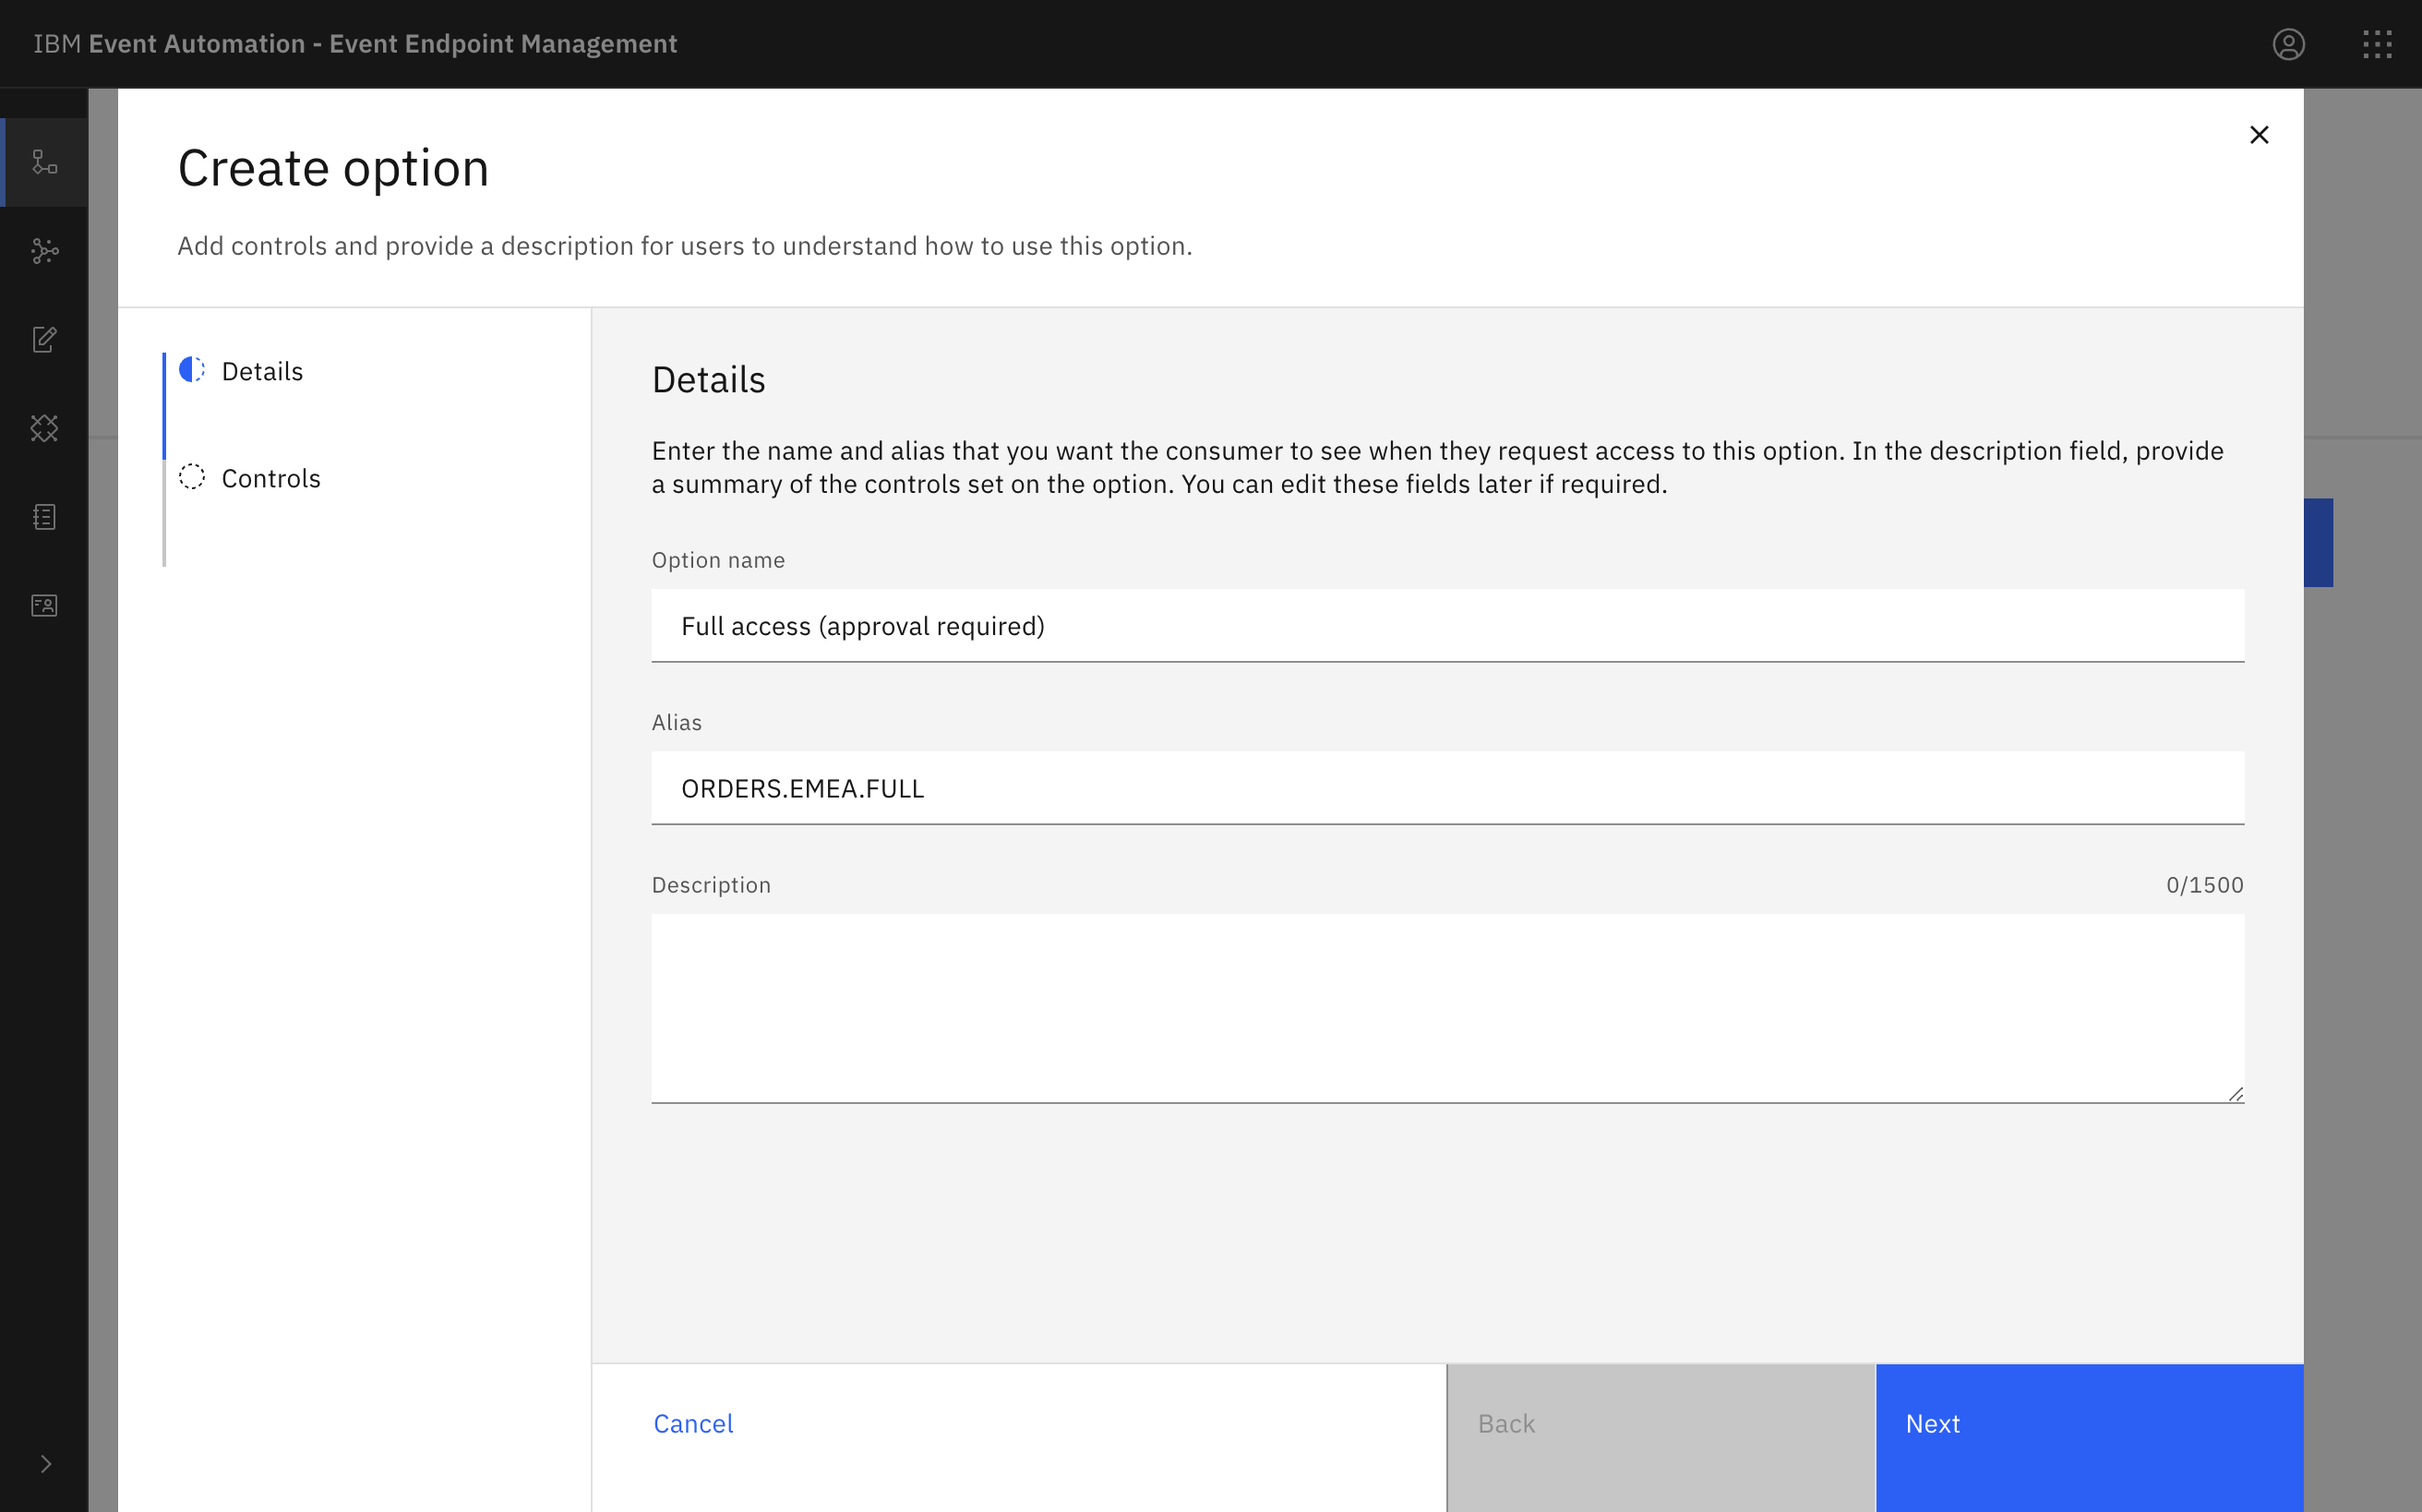 IBM Event Automation - Event Endpoint Management
Create option
Add controls and provide a description for users to understand how to use this option.
Details
Controls
Details
Enter the name and alias that you want the consumer to see when they request access to this option. In the description field, provide
a summary of the controls set on the option. You can edit these fields later if required.
Option name
Full access (approval required)
Alias
ORDERS.EMEA.FULL
Description 0/1500
Cancel Back Next